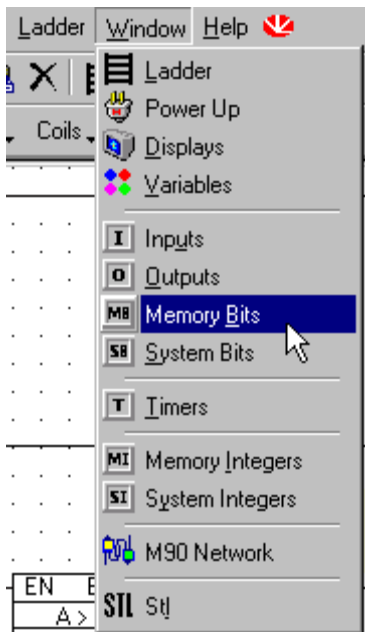 Ladder Window Help
Ladder
Power Up
Coils
Displays
Variables
I Inputs
O Outputs
MB Memory Bits
SB System Bits
T Timers
MI Memory Integers
SI System Integers
M90 Network
EN
STL Stl
A >